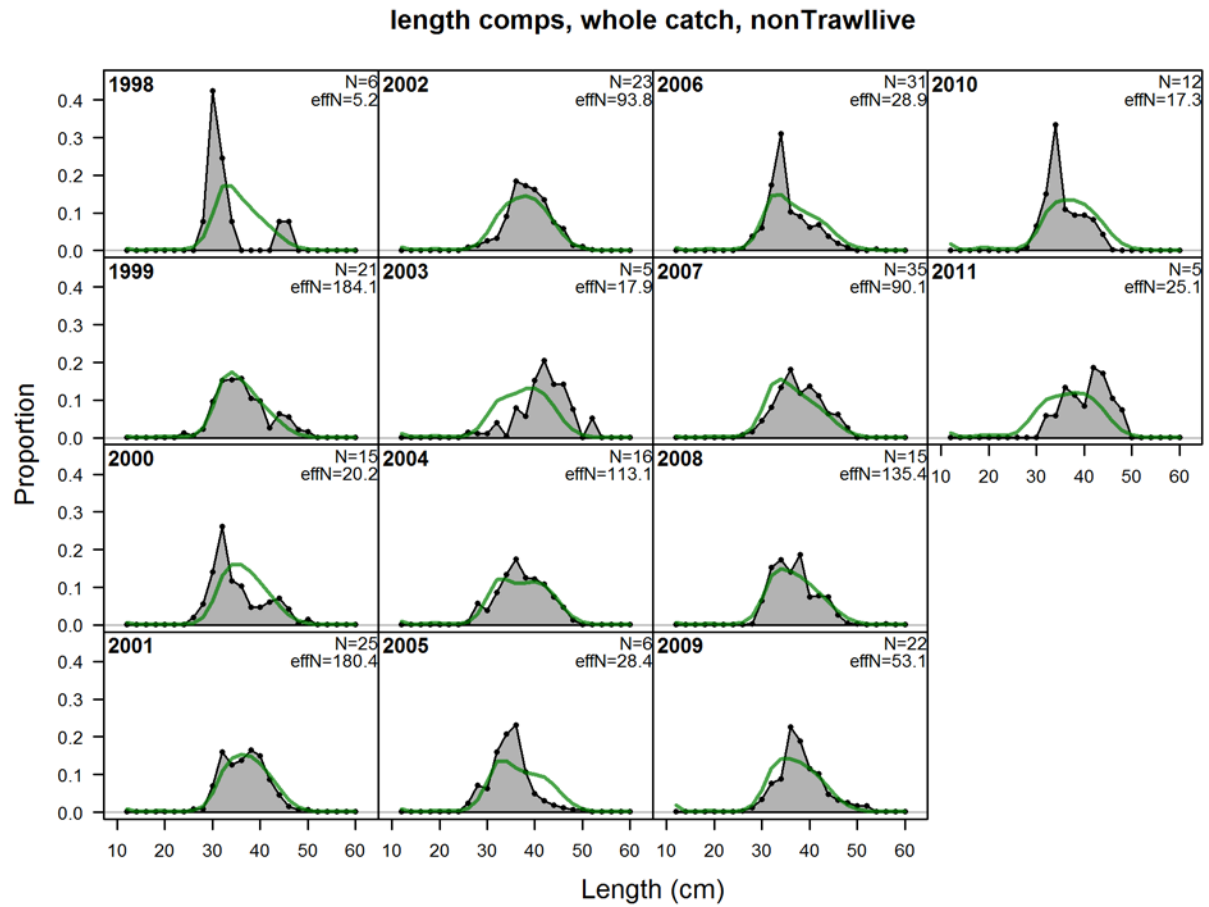 length comps, whole catch, nonTrawllive
1998 N=6 2002 N=23 2006 N=31 2010 N=12
effN=5.2 effN=93.8 effN=28.9 effN=17.3
0.4
0.3
0.2
0.1
0.0
1999 N=21 2003 N=5 2007 N=35 2011 N=5
effN=184.1 effN=17.9 effN=90.1 effN=25.1
0.4
0.3
0.2
0.1
0.0
2000 N=15 2004 N=16 2008 N=15
effN=20.2 effN=113.1 effN=135.4
10 20 30 40 50 60
0.4
0.3
0.2
0.1
0.0
2001 N=25 2005 N=6 2009 N=22
effN=180.4 effN=28.4 effN=53.1
0.4
0.3
0.2
0.1
0.0
10 20 30 40 50 60 10 20 30 40 50 60 10 20 30 40 50 60
Proportion
Length (cm)